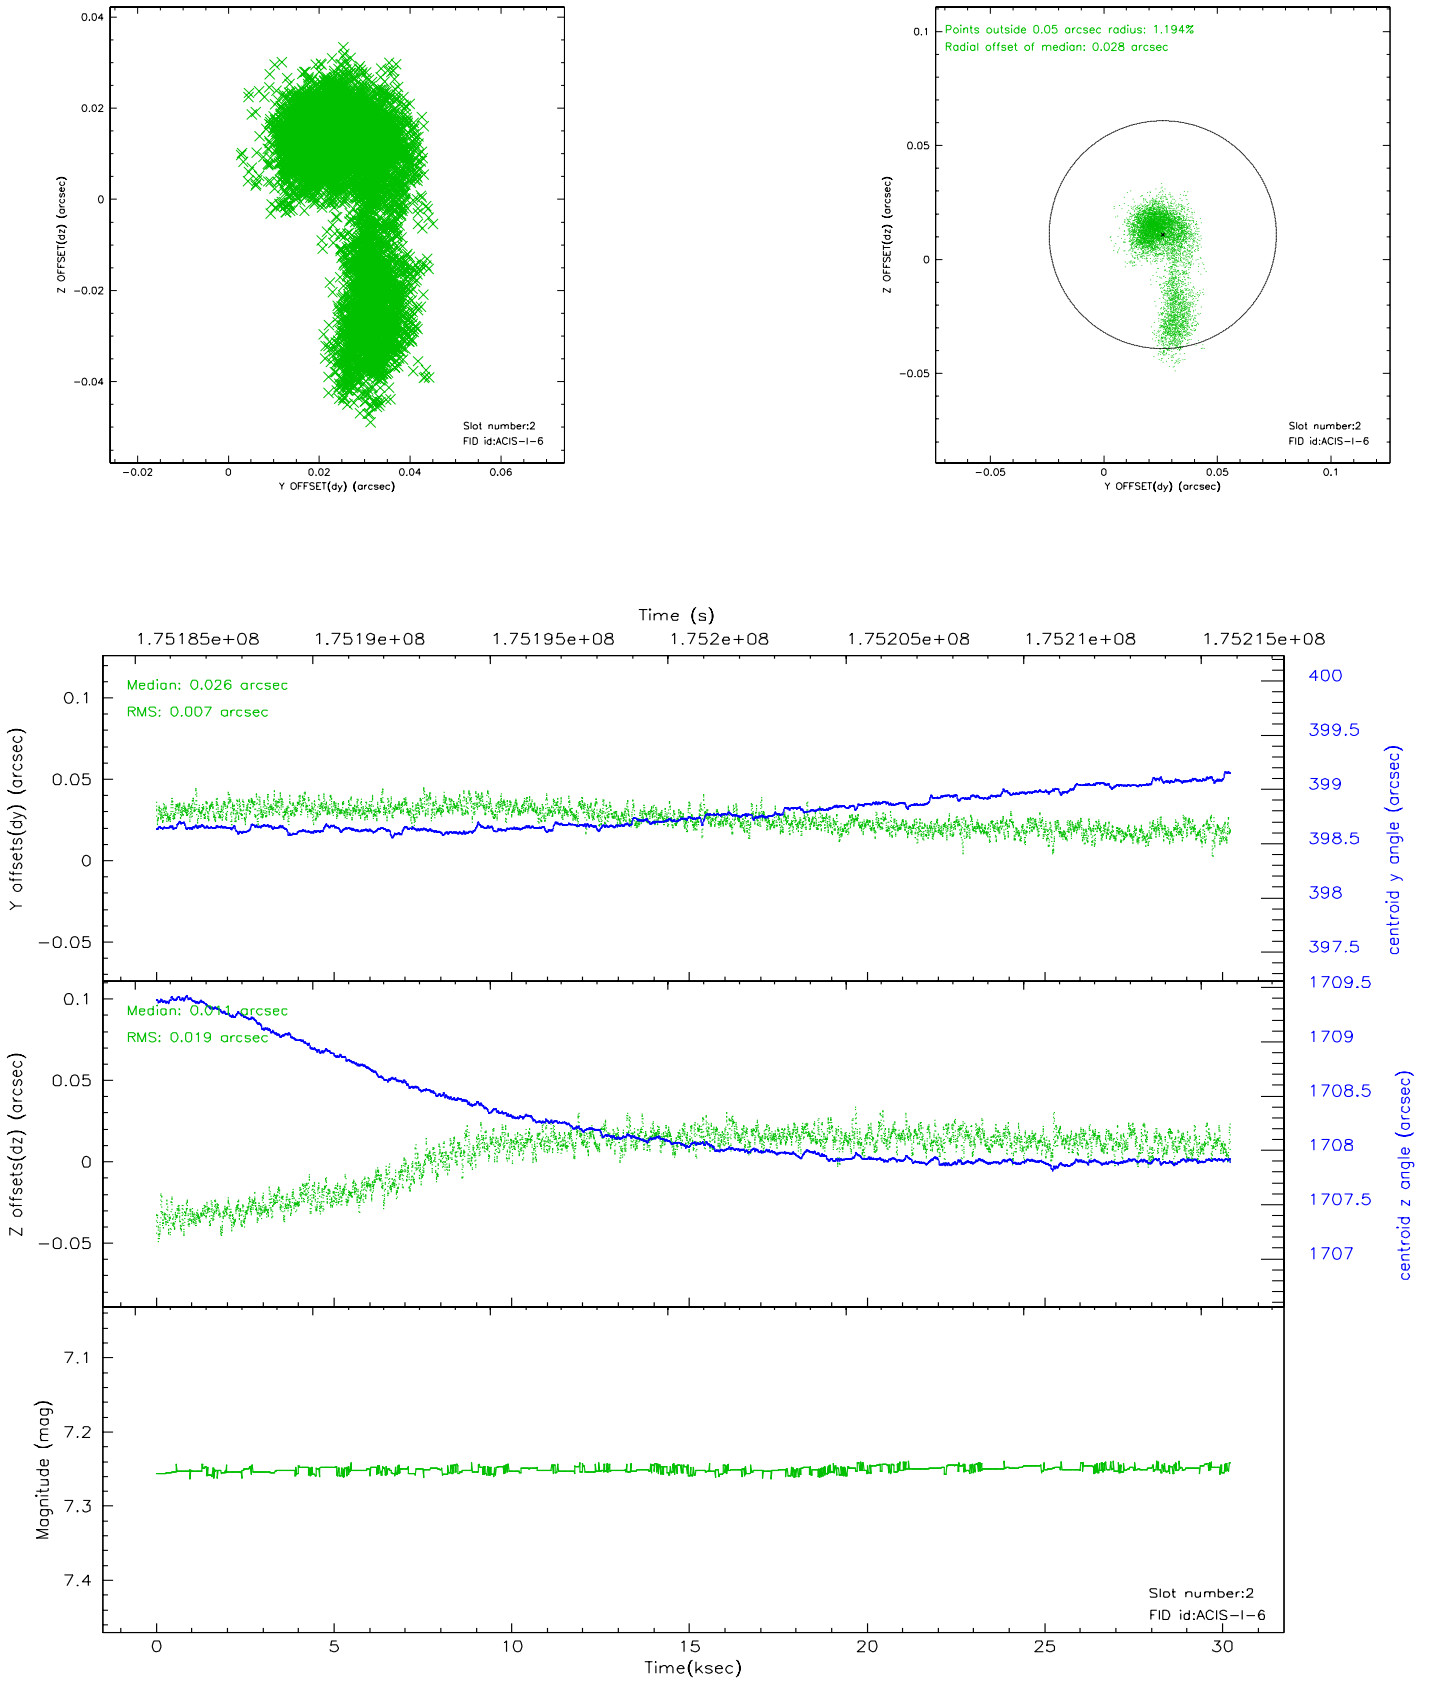 0.04
0.02
0
−0.02
−0.04
Z OFFSET(dz) (arcsec)
Slot number:2
FID id:ACIS−I−6
−0.02 0 0.02 0.04 0.06
Y OFFSET(dy) (arcsec)
Points outside 0.05 arcsec radius: 1.194%
Radial offset of median: 0.028 arcsec
0.1
0.05
0
−0.05
Z OFFSET(dz) (arcsec)
Slot number:2
FID id:ACIS−I−6
−0.05 0 0.05 0.1
Y OFFSET(dy) (arcsec)
Time (s)
1.75185e+08 1.7519e+08 1.75195e+08 1.752e+08 1.75205e+08 1.7521e+08 1.75215e+08
Median: 0.026 arcsec
RMS: 0.007 arcsec
0.1
0.05
0
−0.05
Y offsets(dy) (arcsec)
400
399.5
399
398.5
398
397.5
centroid y angle (arcsec)
Median: 0.011 arcsec
RMS: 0.019 arcsec
0.1
0.05
0
−0.05
Z offsets(dz) (arcsec)
1709.5
1709
1708.5
1708
1707.5
1707
centroid z angle (arcsec)
7.1
7.2
7.3
7.4
Magnitude (mag)
Slot number:2
FID id:ACIS−I−6
0 5 10 15 20 25 30
Time(ksec)